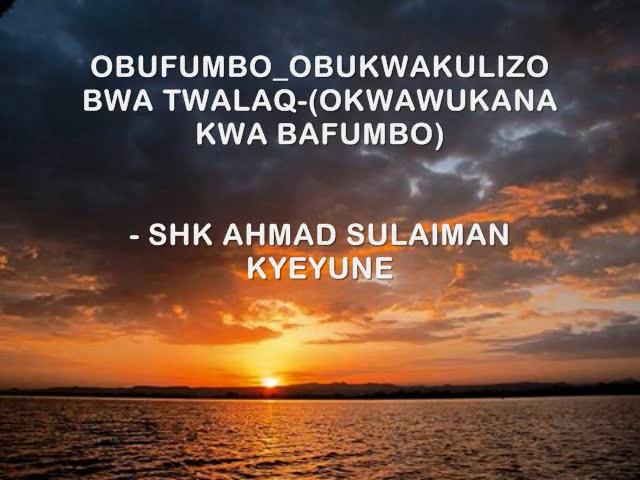 OBUFUMBO_OBUKWAKULIZO
BWA TWALAQ-(OKWAWUKANA
KWA BAFUMBO)
- SHK AHMAD SULAIMAN
KYEYUNE